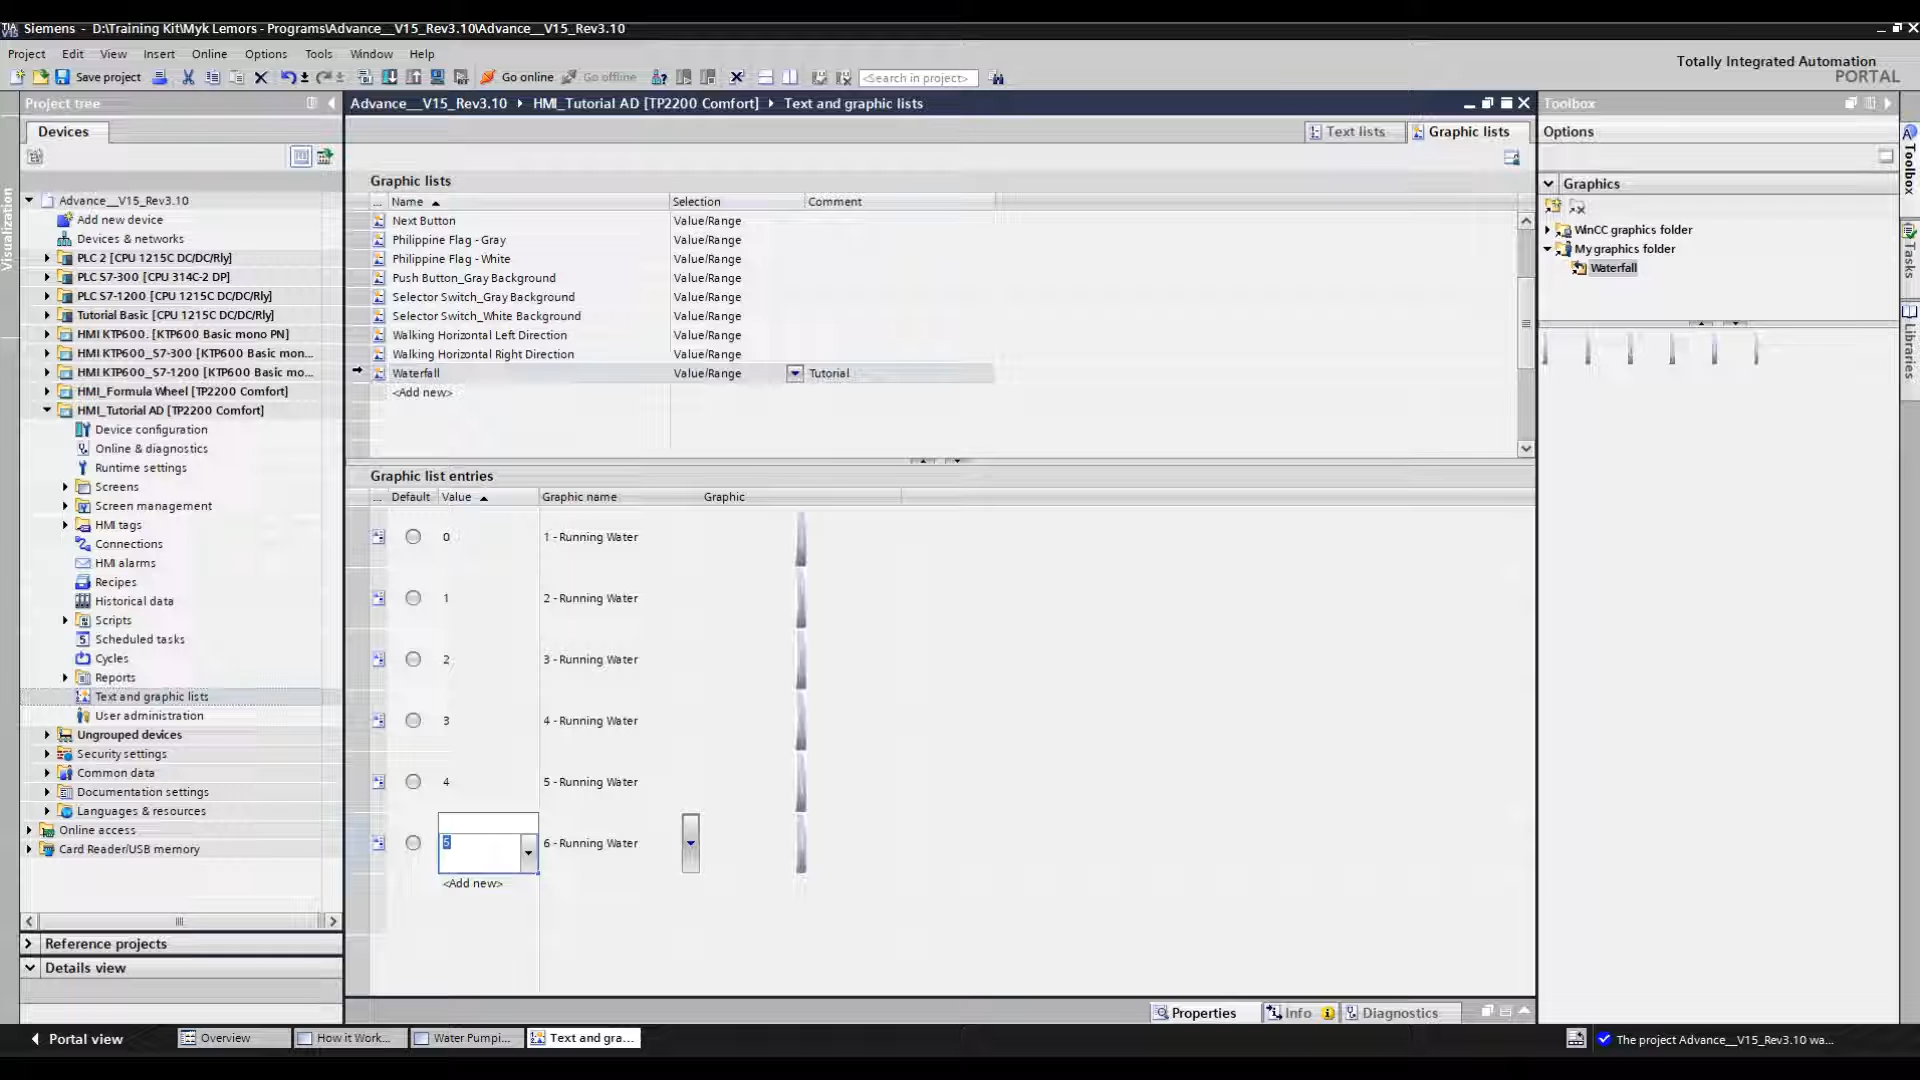 Siemens - D:\Training Kit\Myk Lemors - Programs\Advance__V15_Rev3.10\Advance__V15_Rev3.10
Project Edit View Insert Online Options Tools Window Help
Totally Integrated Automation
PORTAL
Save project Go online Go offline <Search in project>
Project tree
Advance__V15_Rev3.10 HMI_Tutorial AD [TP2200 Comfort] Text and graphic lists
Toolbox
Devices
Text lists Graphic lists
Options
Visualization
Advance__V15_Rev3.10
Add new device
Devices & networks
PLC 2 [CPU 1215C DC/DC/Rly]
PLC S7-300 [CPU 314C-2 DP]
PLC S7-1200 [CPU 1215C DC/DC/Rly]
Tutorial Basic [CPU 1215C DC/DC/Rly]
HMI KTP600. [KTP600 Basic mono PN]
HMI KTP600_S7-300 [KTP600 Basic mon...
HMI KTP600_S7-1200 [KTP600 Basic mo...
HMI_Formula Wheel [TP2200 Comfort]
HMI_Tutorial AD [TP2200 Comfort]
Device configuration
Online & diagnostics
Runtime settings
Screens
Screen management
HMI tags
Connections
HMI alarms
Recipes
Historical data
Scripts
Scheduled tasks
Cycles
Reports
Text and graphic lists
User administration
Ungrouped devices
Security settings
Common data
Documentation settings
Languages & resources
Online access
Card Reader/USB memory
Reference projects
Details view
Graphic lists
... Name Selection Comment
Next Button Value/Range
Philippine Flag - Gray Value/Range
Philippine Flag - White Value/Range
Push Button_Gray Background Value/Range
Selector Switch_Gray Background Value/Range
Selector Switch_White Background Value/Range
Walking Horizontal Left Direction Value/Range
Walking Horizontal Right Direction Value/Range
Waterfall Value/Range Tutorial
<Add new>
Graphic list entries
... Default Value Graphic name Graphic
0 1 - Running Water
1 2 - Running Water
2 3 - Running Water
3 4 - Running Water
4 5 - Running Water
5 6 - Running Water
<Add new>
Graphics
WinCC graphics folder
My graphics folder
Waterfall
Toolbox
Tasks
Libraries
Properties Info Diagnostics
Portal view Overview How it Work... Water Pumpi... Text and gra... The project Advance__V15_Rev3.10 wa...